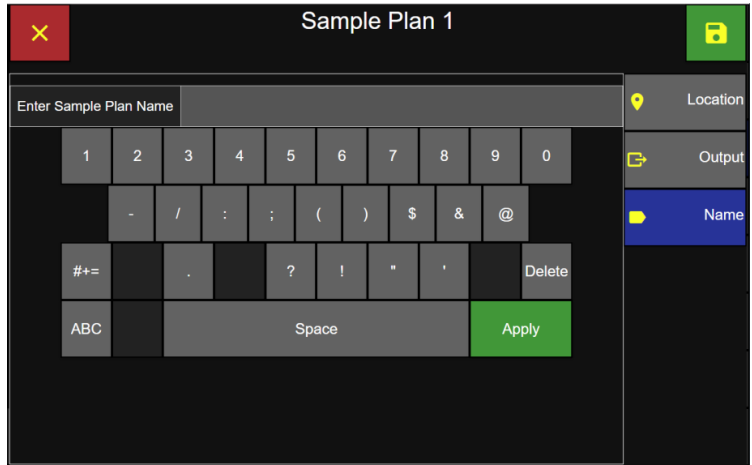 Sample Plan 1
Enter Sample Plan Name
Location
1 2 3 4 5 6 7 8 9 0
Output
- / : ; ( ) $ & @
Name
#+= . ? ! " ' Delete
ABC Space Apply